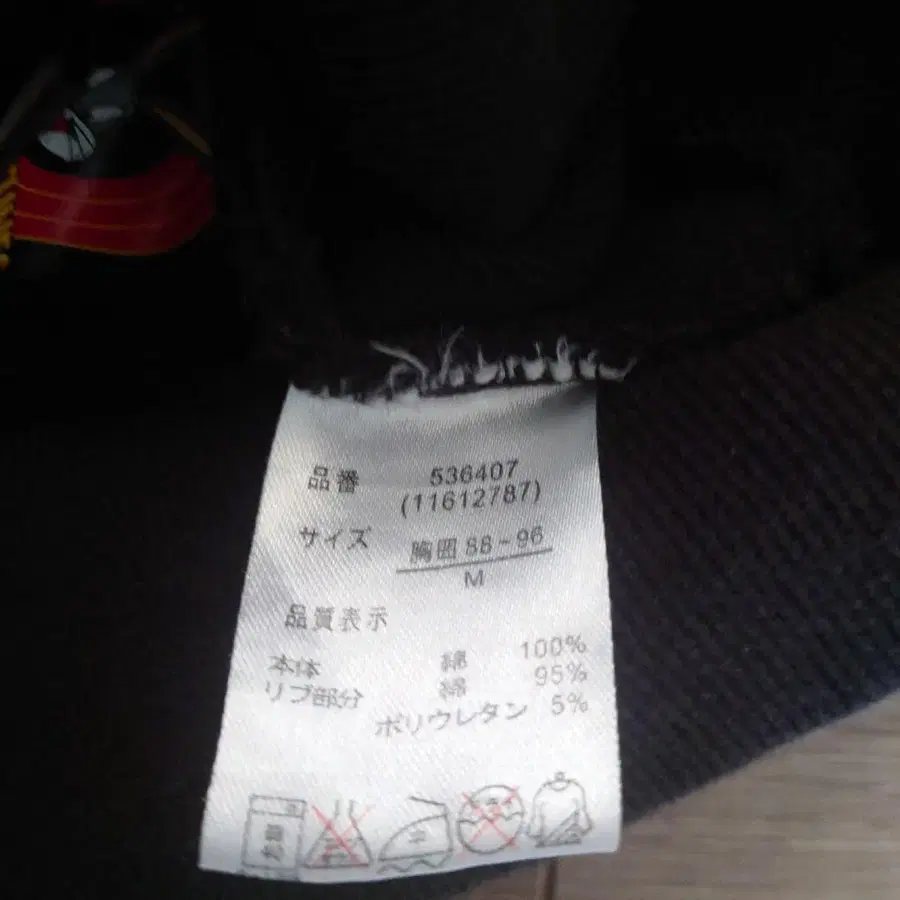 品番 536407
(11612787)
サイズ 胸囲 88-96
M
品質表示
本体 綿 100%
リブ部分 綿 95%
ポリウレタン 5%